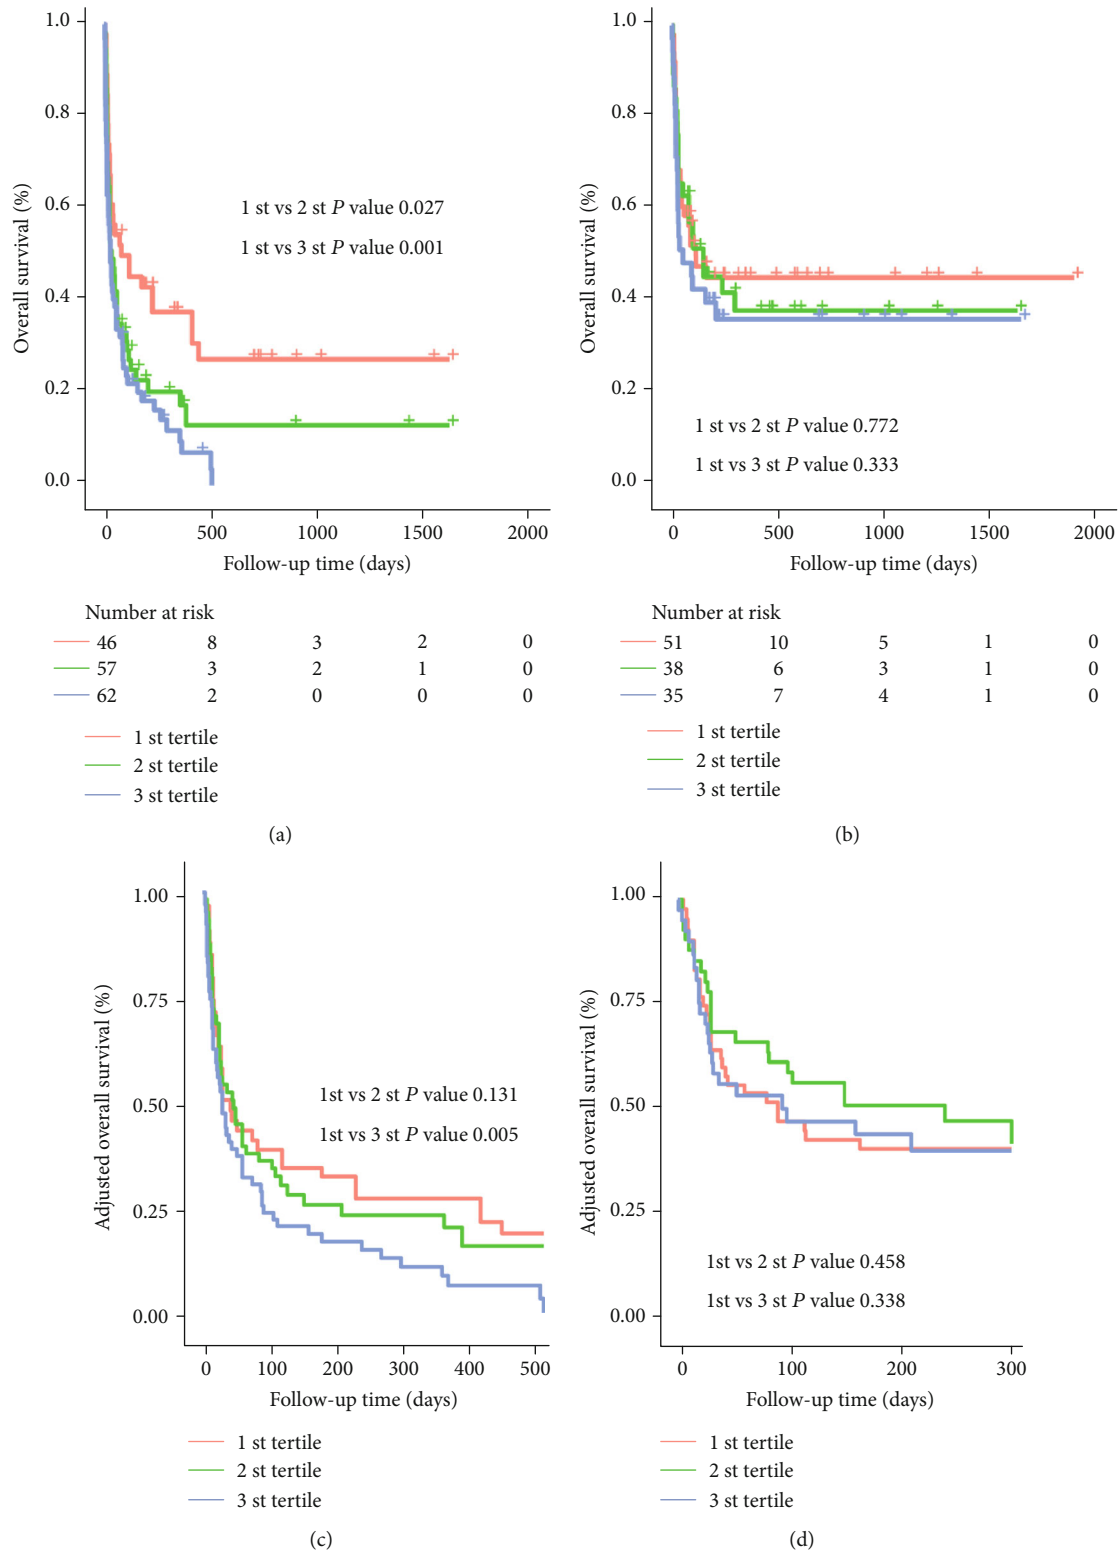 1.0
0.8
0.6
0.4
0.2
0.0
Overall survival (%)
1 st vs 2 st P value 0.027
1 st vs 3 st P value 0.001
0 500 1000 1500 2000
Follow-up time (days)
Number at risk
46 8 3 2 0
57 3 2 1 0
62 2 0 0 0
1 st tertile
2 st tertile
3 st tertile
(a)
1.0
0.8
0.6
0.4
0.2
0.0
Overall survival (%)
1 st vs 2 st P value 0.772
1 st vs 3 st P value 0.333
0 500 1000 1500 2000
Follow-up time (days)
Number at risk
51 10 5 1 0
38 6 3 1 0
35 7 4 1 0
1 st tertile
2 st tertile
3 st tertile
(b)
1.00
0.75
0.50
0.25
0.00
Adjusted overall survival (%)
1st vs 2 st P value 0.131
1st vs 3 st P value 0.005
0 100 200 300 400 500
Follow-up time (days)
1 st tertile
2 st tertile
3 st tertile
(c)
1.00
0.75
0.50
0.25
0.00
Adjusted overall survival (%)
1st vs 2 st P value 0.458
1st vs 3 st P value 0.338
0 100 200 300
Follow-up time (days)
1 st tertile
2 st tertile
3 st tertile
(d)